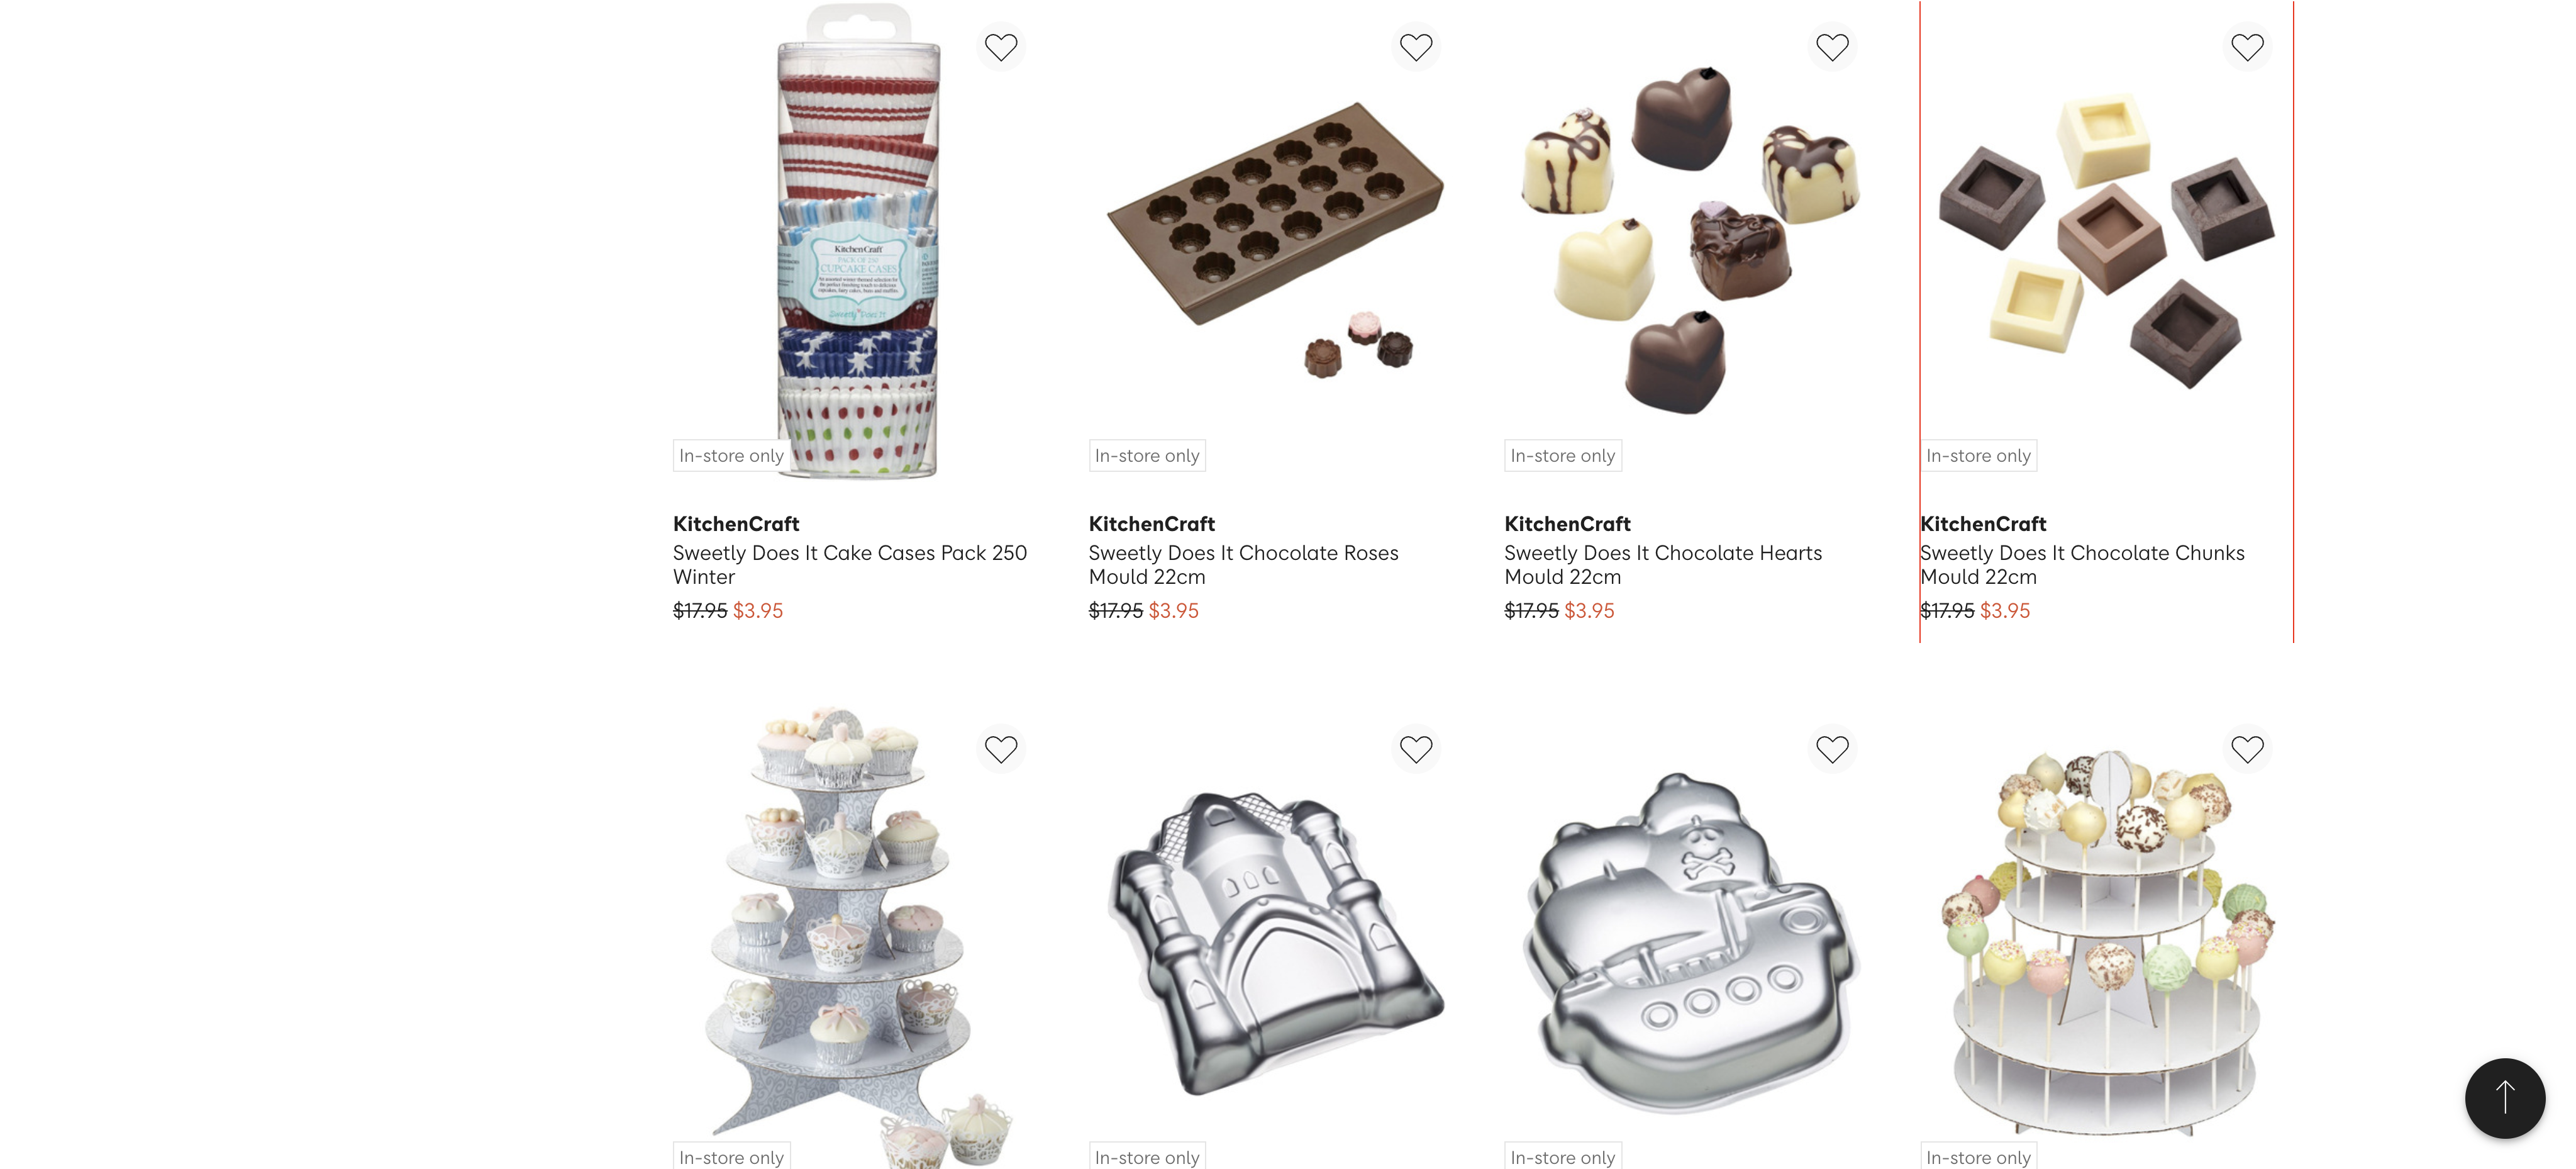 KitchenCraft
PACK OF 250
CUPCAKE CASES
Sweetly Does It
In-store only
In-store only
In-store only
In-store only
KitchenCraft
Sweetly Does It Cake Cases Pack 250
Winter
$17.95 $3.95
KitchenCraft
Sweetly Does It Chocolate Roses
Mould 22cm
$17.95 $3.95
KitchenCraft
Sweetly Does It Chocolate Hearts
Mould 22cm
$17.95 $3.95
KitchenCraft
Sweetly Does It Chocolate Chunks
Mould 22cm
$17.95 $3.95
In-store only
In-store only
In-store only
In-store only